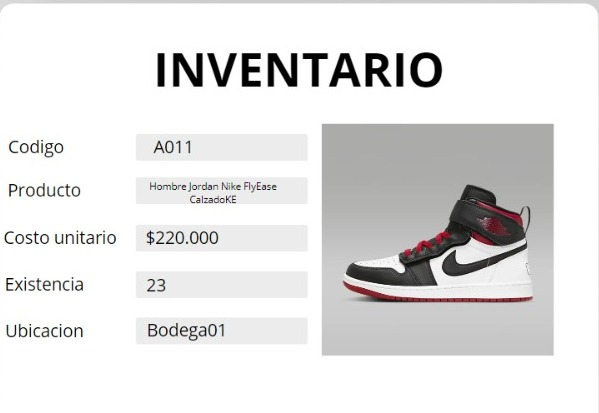 INVENTARIO
Codigo A011
Producto Hombre Jordan Nike FlyEase
CalzadoKE
Costo unitario $220.000
Existencia 23
Ubicacion Bodega01